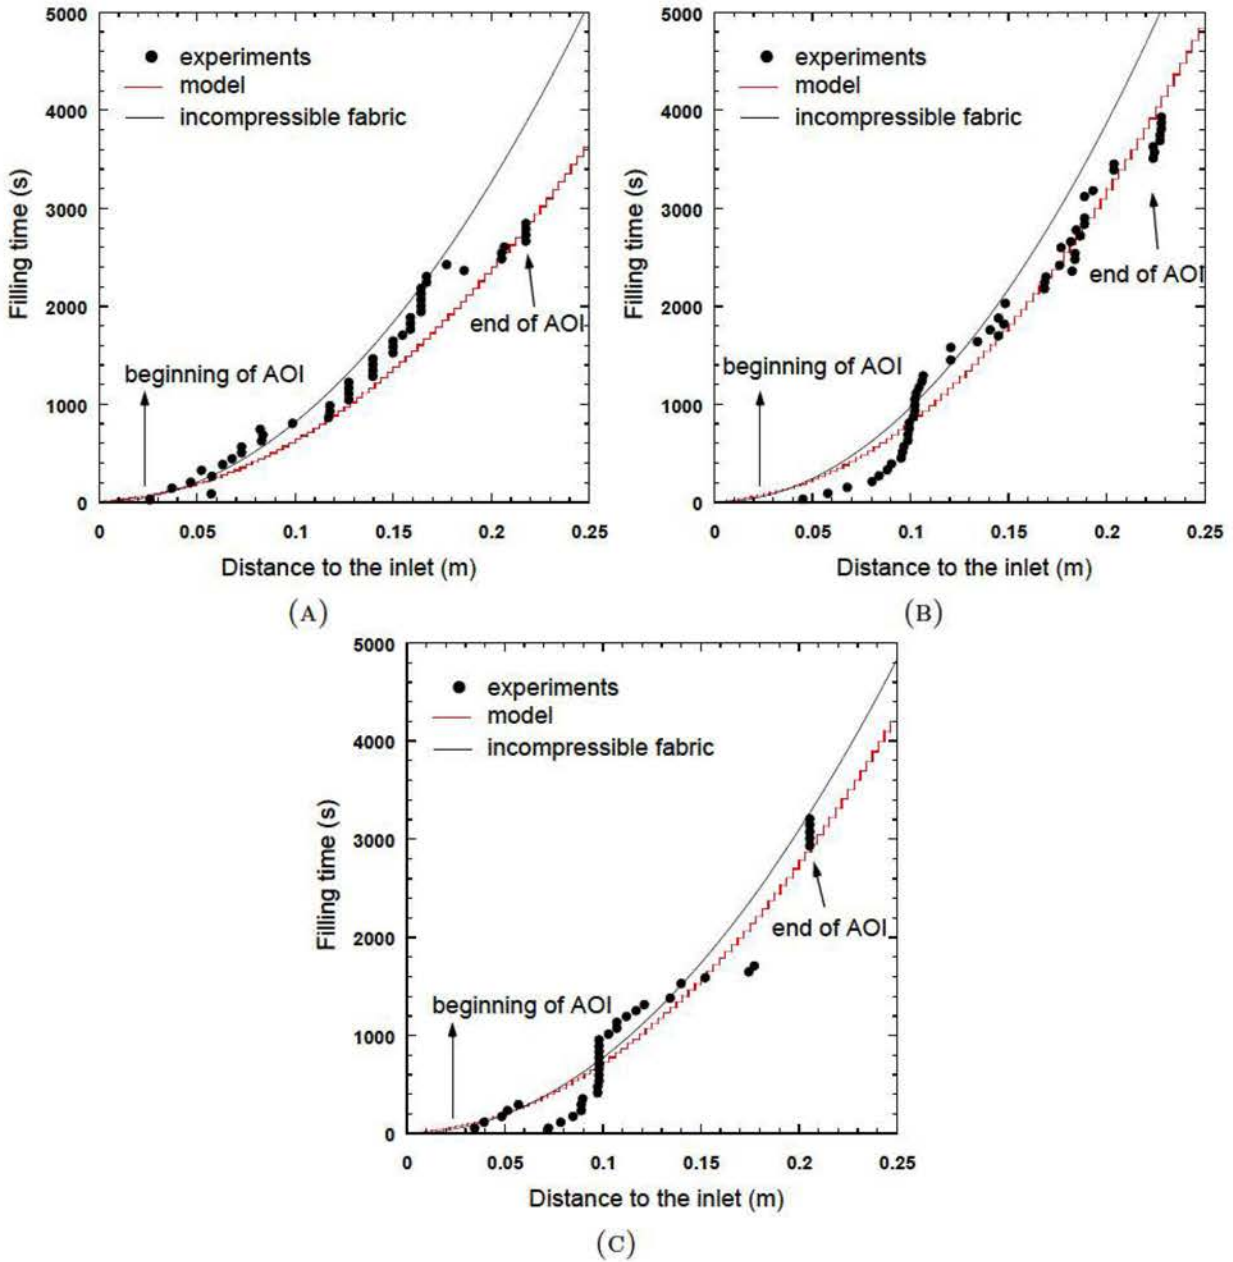 5000
4000
3000
2000
1000
0
Filling time (s)
experiments
model
incompressible fabric
beginning of AOI
end of AOI
0 0.05 0.1 0.15 0.2 0.25
Distance to the inlet (m)
(A)
5000
4000
3000
2000
1000
0
Filling time (s)
experiments
model
incompressible fabric
beginning of AOI
end of AOI
0 0.05 0.1 0.15 0.2 0.25
Distance to the inlet (m)
(B)
5000
4000
3000
2000
1000
0
Filling time (s)
experiments
model
incompressible fabric
end of AOI
beginning of AOI
0 0.05 0.1 0.15 0.2 0.25
Distance to the inlet (m)
(C)